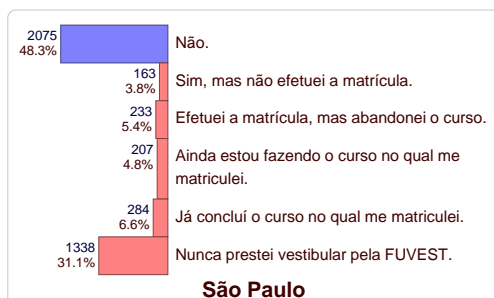 2075
48.3%
Não.
163
3.8%
Sim, mas não efetuei a matrícula.
233
5.4%
Efetuei a matrícula, mas abandonei o curso.
207
4.8%
Ainda estou fazendo o curso no qual me
matriculei.
284
6.6%
Já concluí o curso no qual me matriculei.
1338
31.1%
Nunca prestei vestibular pela FUVEST.
São Paulo